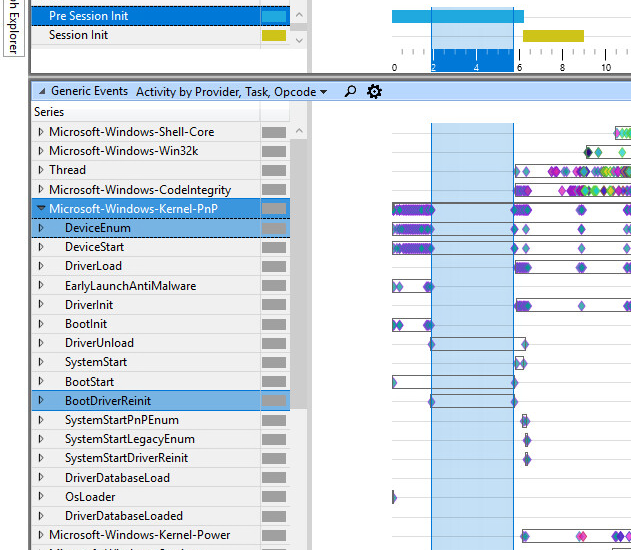 h Explorer
Pre Session Init
Session Init
0 2 4 6 8 10
Generic Events Activity by Provider, Task, Opcode
Series
Microsoft-Windows-Shell-Core
Microsoft-Windows-Win32k
Thread
Microsoft-Windows-CodeIntegrity
Microsoft-Windows-Kernel-PnP
DeviceEnum
DeviceStart
DriverLoad
EarlyLaunchAntiMalware
DriverInit
BootInit
DriverUnload
SystemStart
BootStart
BootDriverReinit
SystemStartPnPEnum
SystemStartLegacyEnum
SystemStartDriverReinit
DriverDatabaseLoad
OsLoader
DriverDatabaseLoaded
Microsoft-Windows-Kernel-Power